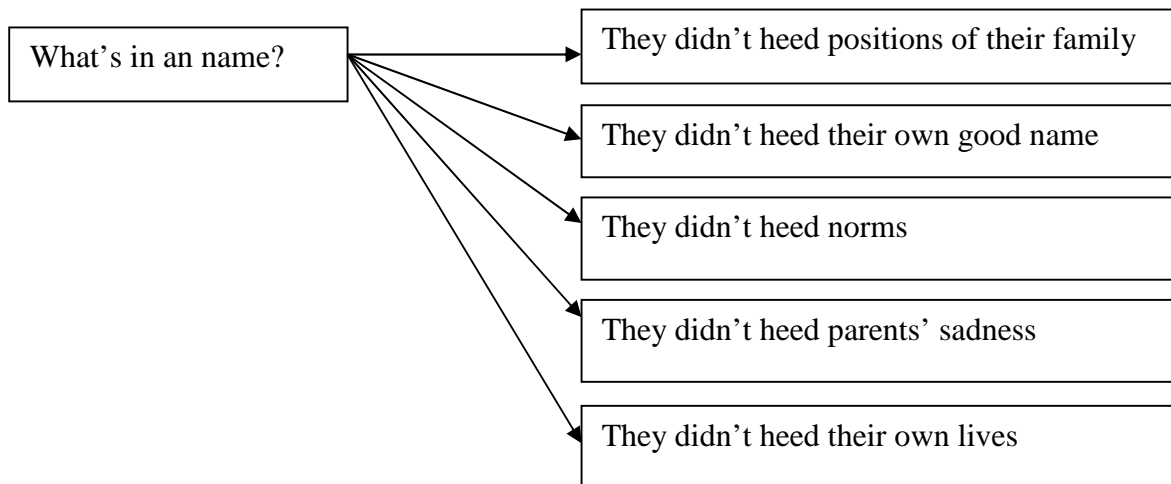 What’s in an name?
They didn’t heed positions of their family
They didn’t heed their own good name
They didn’t heed norms
They didn’t heed parents’ sadness
They didn’t heed their own lives